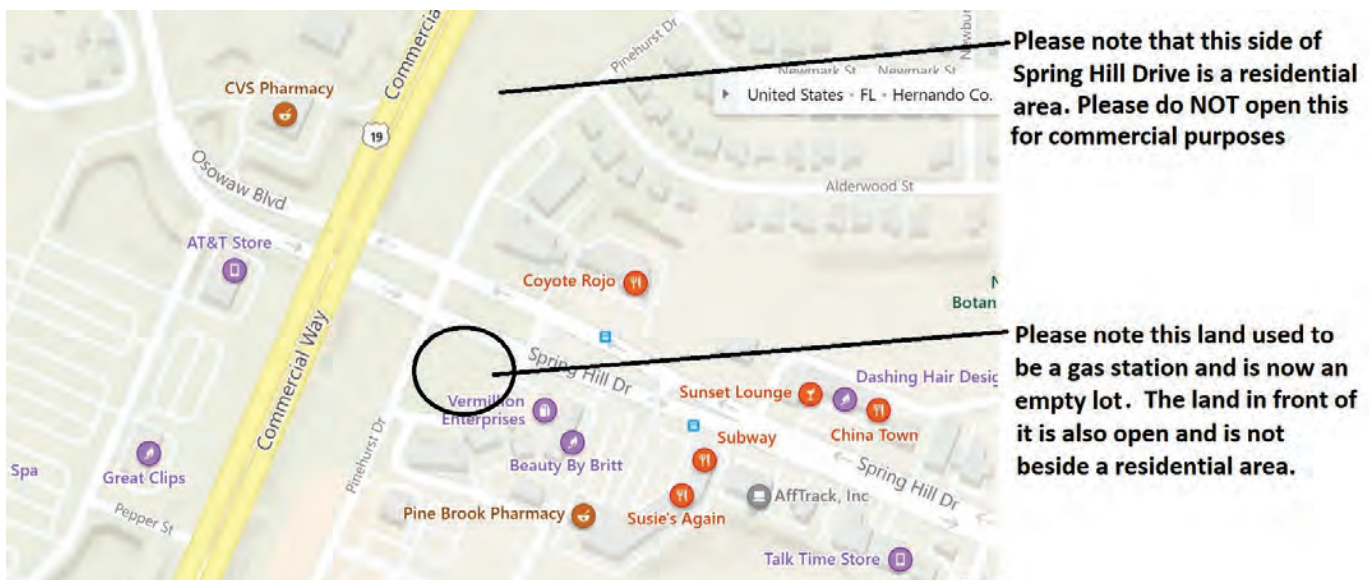 Commercia
Pinehurst Dr
Newbu
Please note that this side of
Spring Hill Drive is a residential
area. Please do NOT open this
for commercial purposes
Newmark St
Newmark St
CVS Pharmacy
United States • FL • Hernando Co.
19
Osowaw Blvd
Alderwood St
AT&T Store
Coyote Rojo
N
Botan
Commercial Way
Spring Hill Dr
Please note this land used to
be a gas station and is now an
empty lot. The land in front of
it is also open and is not
beside a residential area.
Sunset Lounge
Dashing Hair Desig
Vermillion
Enterprises
China Town
Subway
Beauty By Britt
Spa
Great Clips
Pinehurst Dr
Spring Hill Dr
AffTrack, Inc
Pine Brook Pharmacy
Susie's Again
Pepper St
Talk Time Store